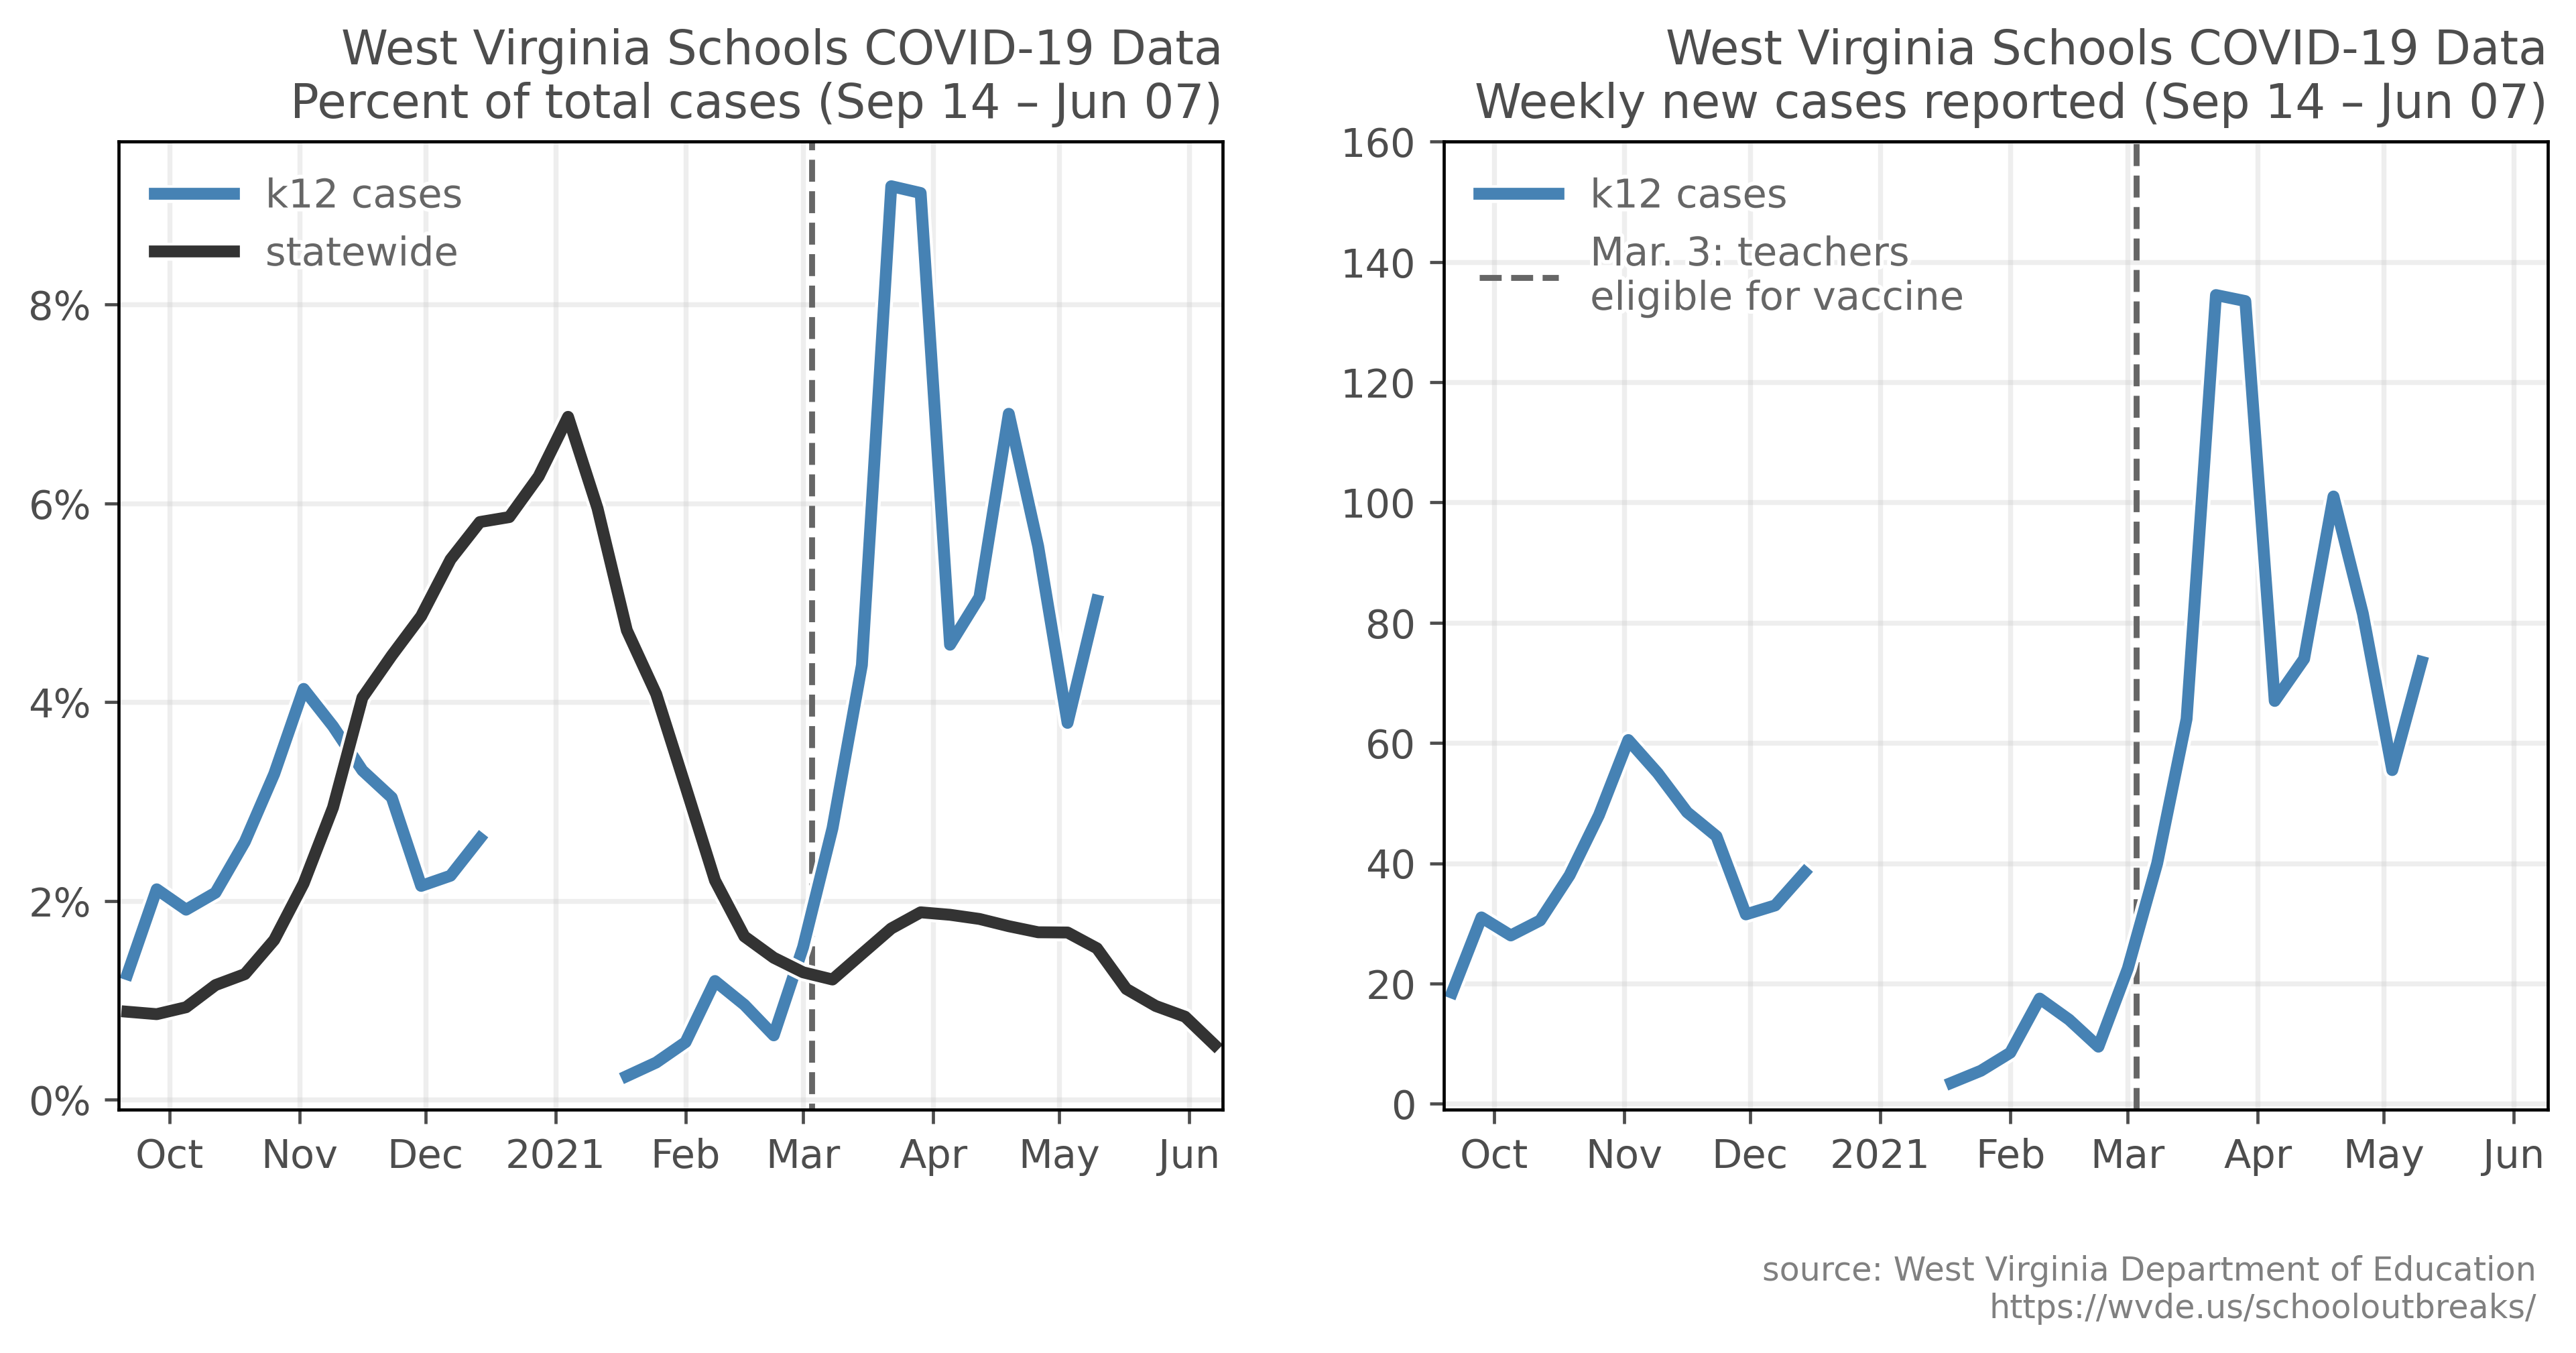 West Virginia Schools COVID-19 Data
Percent of total cases (Sep 14 – Jun 07)
k12 cases
statewide
8%
6%
4%
2%
0%
Oct Nov Dec 2021 Feb Mar Apr May Jun
West Virginia Schools COVID-19 Data
Weekly new cases reported (Sep 14 – Jun 07)
k12 cases
Mar. 3: teachers
eligible for vaccine
160
140
120
100
80
60
40
20
0
Oct Nov Dec 2021 Feb Mar Apr May Jun
source: West Virginia Department of Education
https://wvde.us/schooloutbreaks/